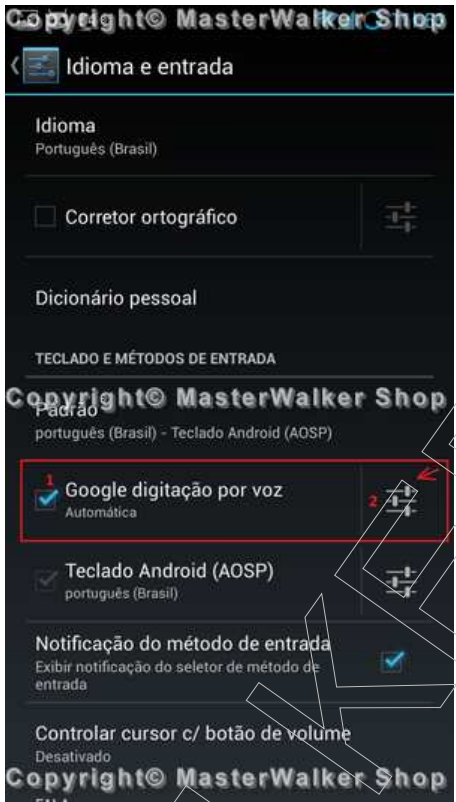 Copyright© MasterWalker Shop
Idioma e entrada
Idioma
Português (Brasil)
Corretor ortográfico
Dicionário pessoal
TECLADO E MÉTODOS DE ENTRADA
Copyright© MasterWalker Shop
Padrão
português (Brasil) - Teclado Android (AOSP)
1
Google digitação por voz
2
Automática
Teclado Android (AOSP)
português (Brasil)
Notificação do método de entrada
Exibir notificação do seletor de método de
entrada
Controlar cursor c/ botão de volume
Desativado
Copyright© MasterWalker Shop